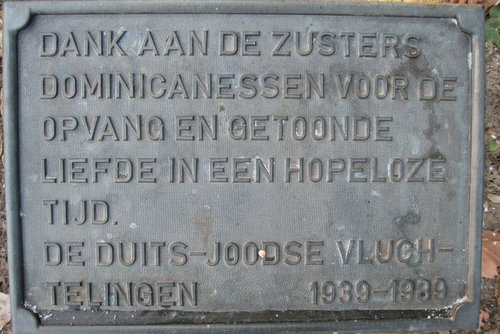 DANK AAN DE ZUSTERS
DOMINICANESSEN VOOR DE
OPVANG EN GETOONDE
LIEFDE IN EEN HOPELOZE
TIJD.
DE DUITS-JOODSE VLUCH-
TELINGEN 1939-1989